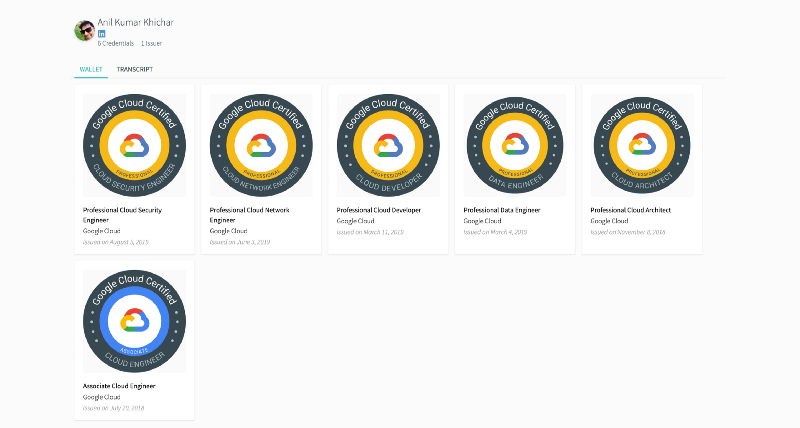 Anil Kumar Khichar
in
6 Credentials 1 Issuer
WALLET TRANSCRIPT
Google Cloud Certified
PROFESSIONAL
CLOUD SECURITY ENGINEER
Professional Cloud Security
Engineer
Google Cloud
Issued on August 5, 2019
Google Cloud Certified
PROFESSIONAL
CLOUD NETWORK ENGINEER
Professional Cloud Network
Engineer
Google Cloud
Issued on June 3, 2019
Google Cloud Certified
PROFESSIONAL
CLOUD DEVELOPER
Professional Cloud Developer
Google Cloud
Issued on March 11, 2019
Google Cloud Certified
PROFESSIONAL
DATA ENGINEER
Professional Data Engineer
Google Cloud
Issued on March 4, 2019
Google Cloud Certified
PROFESSIONAL
CLOUD ARCHITECT
Professional Cloud Architect
Google Cloud
Issued on November 8, 2018
Google Cloud Certified
ASSOCIATE
CLOUD ENGINEER
Associate Cloud Engineer
Google Cloud
Issued on July 20, 2018